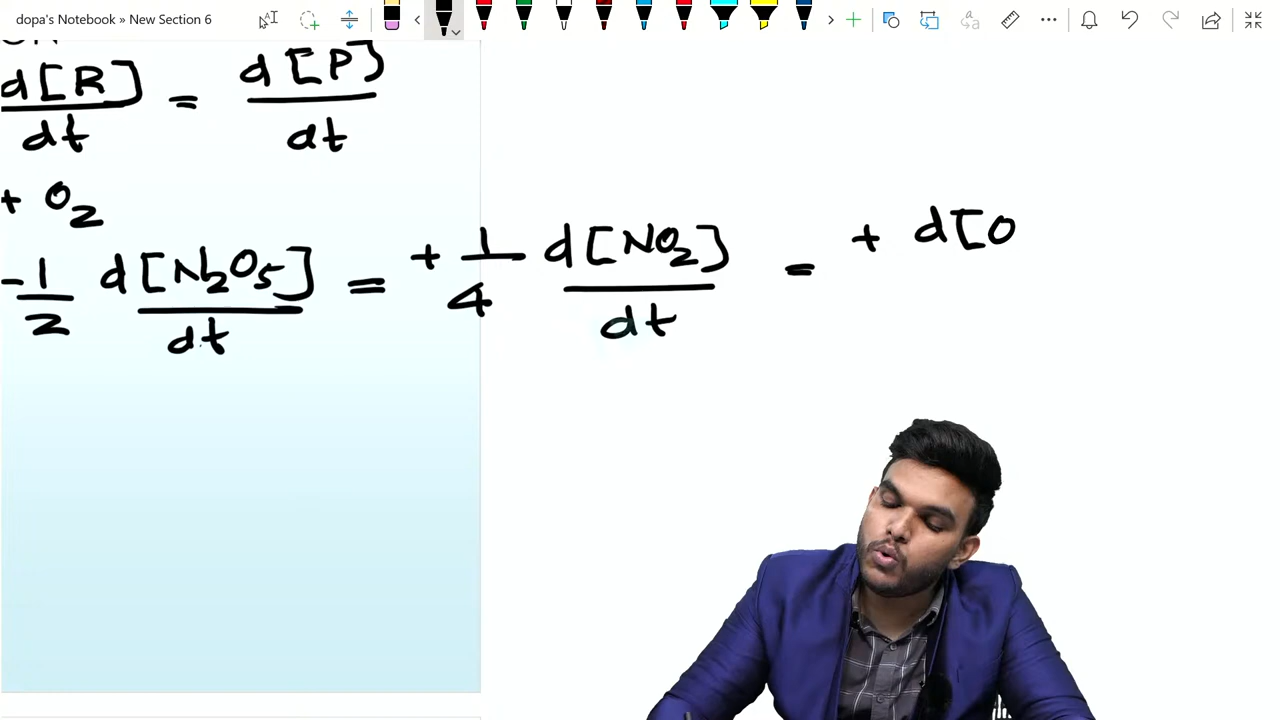 dopa's Notebook » New Section 6
d[R] = d[P]
dt dt
+ O2
-1/2 d[N2O5]/dt = +1/4 d[NO2]/dt = + d[O